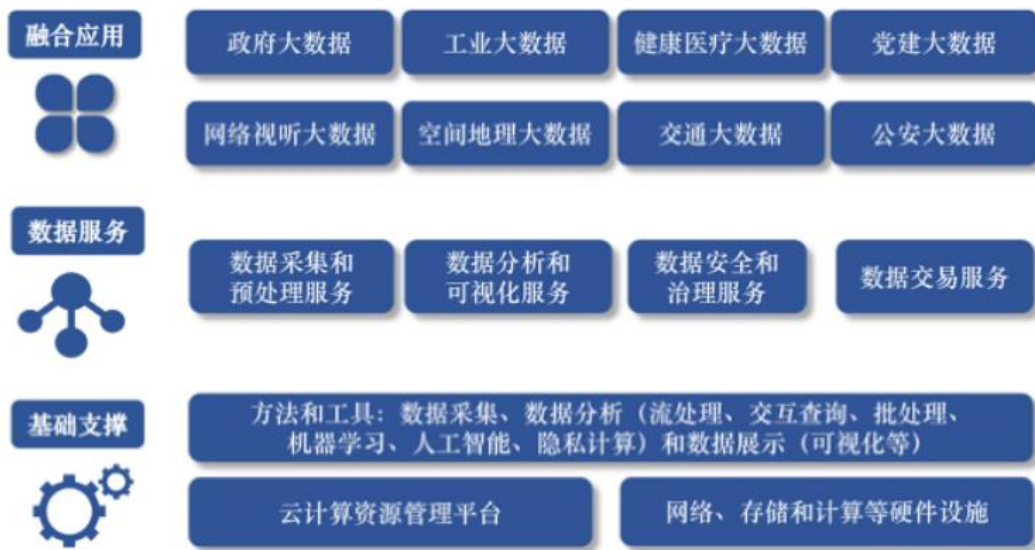 融合应用
政府大数据
工业大数据
健康医疗大数据
党建大数据
网络视听大数据
空间地理大数据
交通大数据
公安大数据
数据服务
数据采集和
预处理服务
数据分析和
可视化服务
数据安全和
治理服务
数据交易服务
基础支撑
方法和工具：数据采集、数据分析（流处理、交互查询、批处理、
机器学习、人工智能、隐私计算）和数据展示（可视化等）
云计算资源管理平台
网络、存储和计算等硬件设施